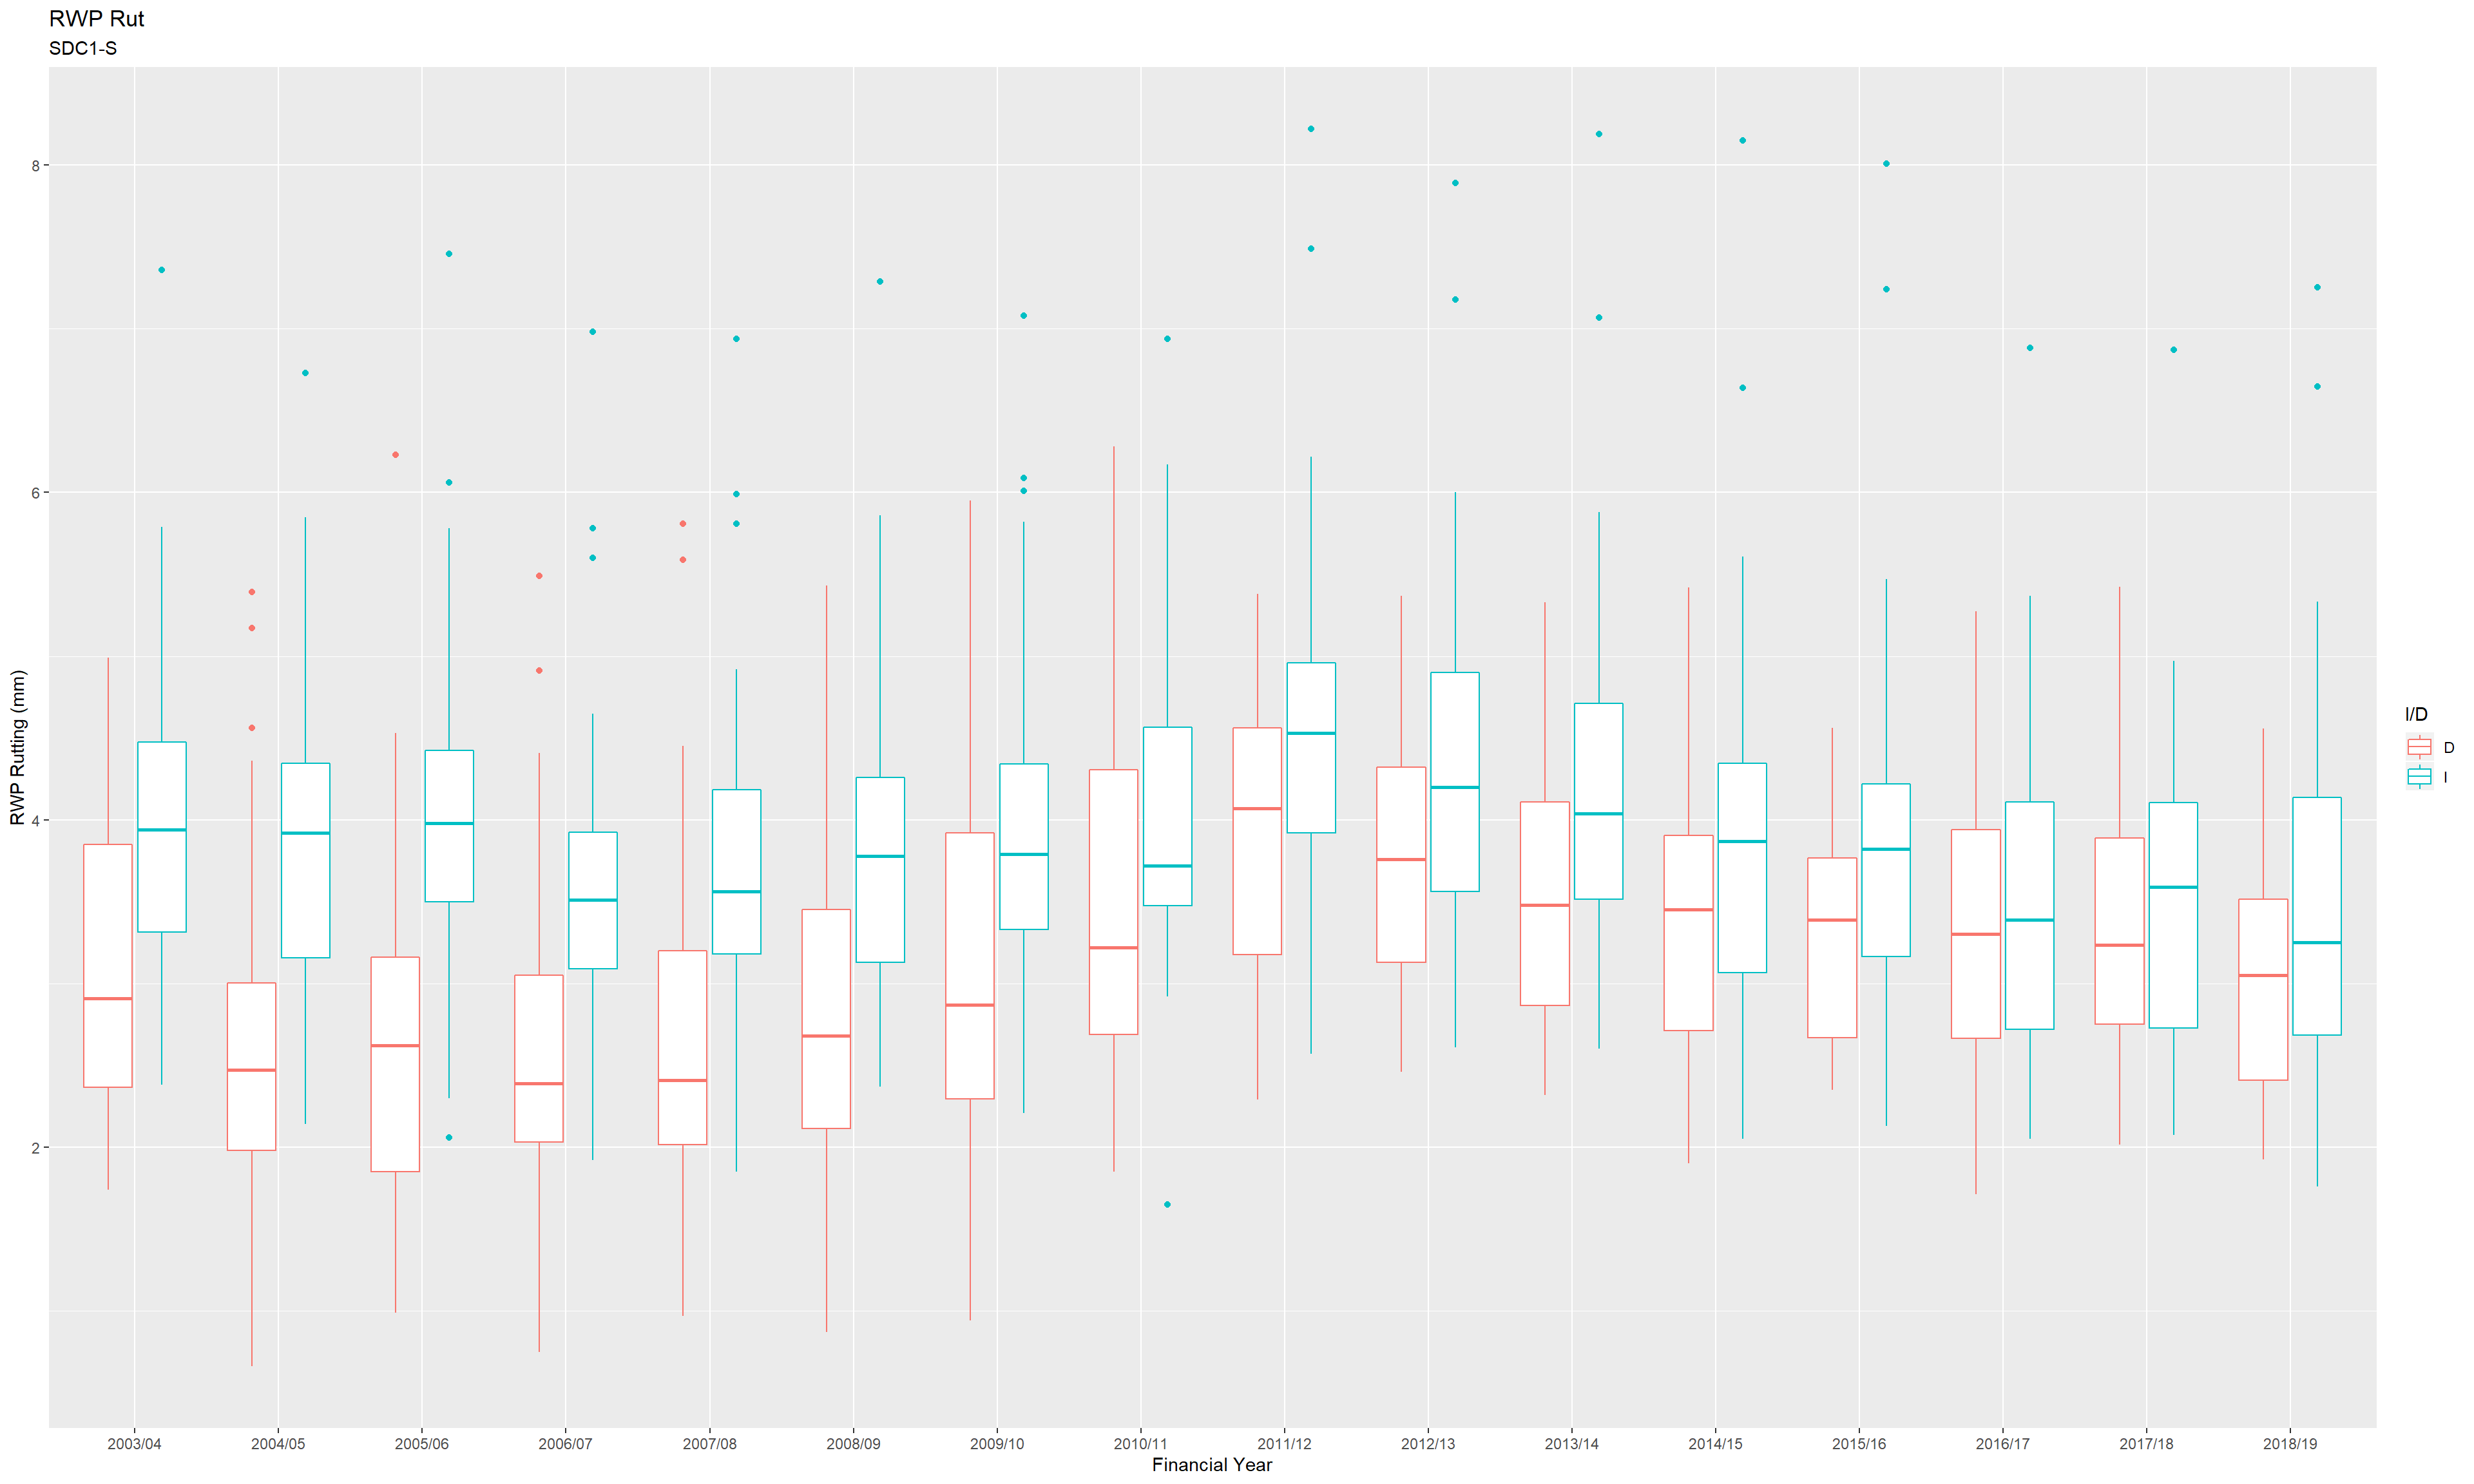 RWP Rut
SDC1-S
RWP Rutting (mm)
8
6
4
2
2003/04 2004/05 2005/06 2006/07 2007/08 2008/09 2009/10 2010/11 2011/12 2012/13 2013/14 2014/15 2015/16 2016/17 2017/18 2018/19
Financial Year
I/D
D
I